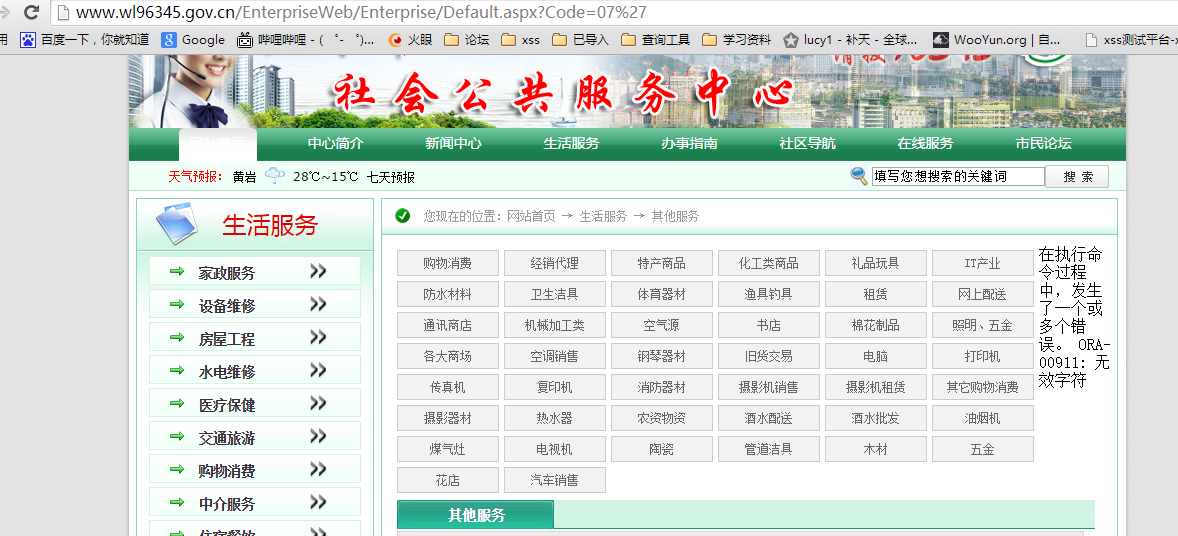 www.wl96345.gov.cn/EnterpriseWeb/Enterprise/Default.aspx?Code=07%27
用 百度一下，你就知道 Google 哔哩哔哩 - ( ゜- ゜)... 火眼 论坛 xss 已导入 查询工具 学习资料 lucy1 - 补天 - 全球... WooYun.org | 自... xss测试平台-x
社会公共服务中心
中心简介 新闻中心 生活服务 办事指南 社区导航 在线服务 市民论坛
天气预报： 黄岩 28℃~15℃ 七天预报 填写您想搜索的关键词 搜 索
生活服务
家政服务
设备维修
房屋工程
水电维修
医疗保健
交通旅游
购物消费
中介服务
住宿餐饮
您现在的位置：网站首页 → 生活服务 → 其他服务
购物消费 经销代理 特产商品 化工类商品 礼品玩具 IT产业
防水材料 卫生洁具 体育器材 渔具钓具 租赁 网上配送
通讯商店 机械加工类 空气源 书店 棉花制品 照明、五金
各大商场 空调销售 钢琴器材 旧货交易 电脑 打印机
传真机 复印机 消防器材 摄影机销售 摄影机租赁 其它购物消费
摄影器材 热水器 农资物资 酒水配送 酒水批发 油烟机
煤气灶 电视机 陶瓷 管道洁具 木材 五金
花店 汽车销售
在执行命
令过程
中，发生
了一个或
多个错
误。 ORA-
00911: 无
效字符
其他服务